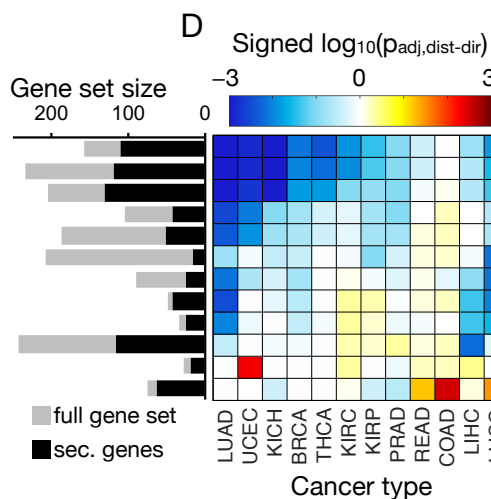 D
Signed log₁₀(p_adj,dist-dir)
−3 0 3
Gene set size
200 100 0
full gene set
sec. genes
LUAD
UCEC
KICH
BRCA
THCA
KIRC
KIRP
PRAD
READ
COAD
LIHC
Cancer type